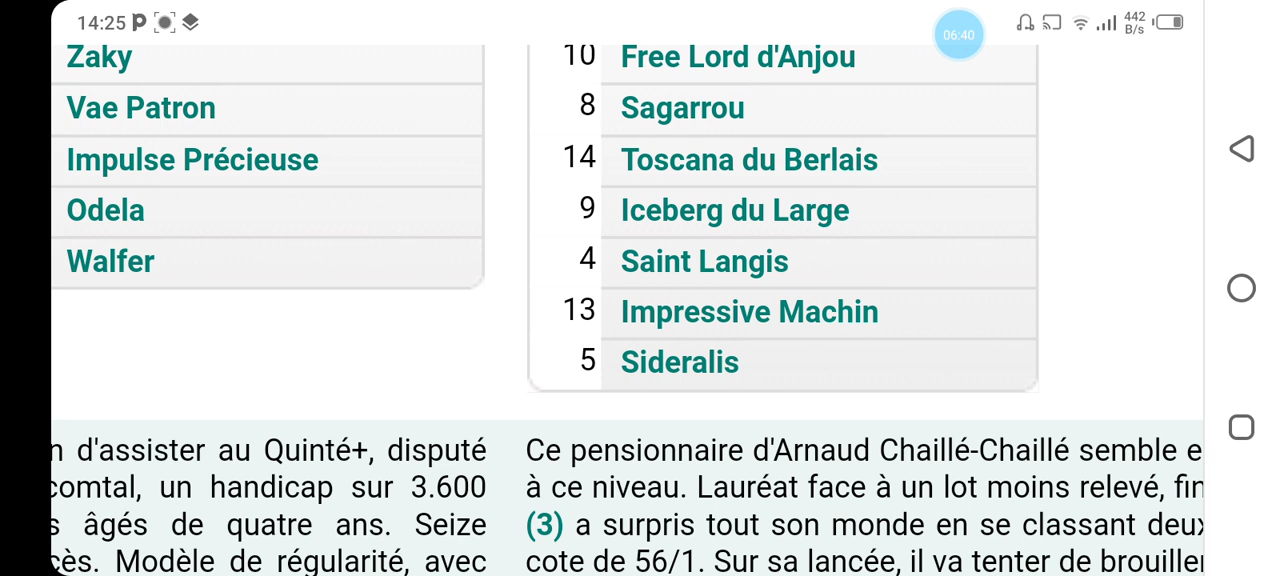 14:25
06:40
442
B/s
Zaky
Vae Patron
Impulse Précieuse
Odela
Walfer
10 Free Lord d'Anjou
8 Sagarrou
14 Toscana du Berlais
9 Iceberg du Large
4 Saint Langis
13 Impressive Machin
5 Sideralis
n d'assister au Quinté+, disputé
comtal, un handicap sur 3.600
s âgés de quatre ans. Seize
cès. Modèle de régularité, avec
Ce pensionnaire d'Arnaud Chaillé-Chaillé semble e
à ce niveau. Lauréat face à un lot moins relevé, fin
(3) a surpris tout son monde en se classant deux
cote de 56/1. Sur sa lancée, il va tenter de brouiller